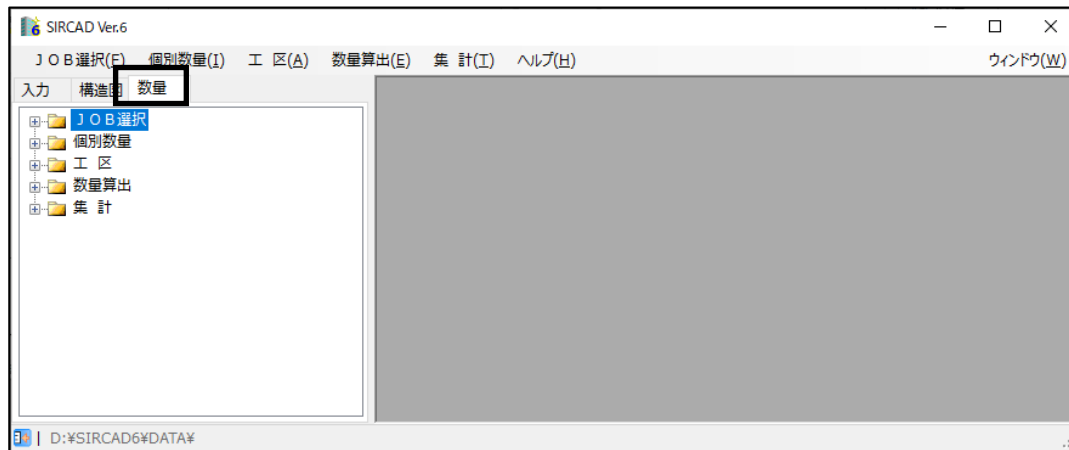 SIRCAD Ver.6
ＪＯＢ選択(F) 個別数量(I) 工 区(A) 数量算出(E) 集 計(T) ヘルプ(H) ウィンドウ(W)
入力 構造図 数量
ＪＯＢ選択
個別数量
工 区
数量算出
集 計
D:¥SIRCAD6¥DATA¥